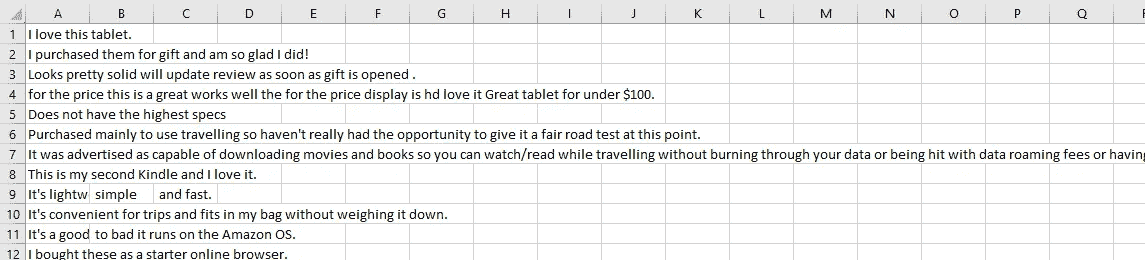 A B C D E F G H I J K L M N O P Q
1 I love this tablet.
2 I purchased them for gift and am so glad I did!
3 Looks pretty solid will update review as soon as gift is opened .
4 for the price this is a great works well the for the price display is hd love it Great tablet for under $100.
5 Does not have the highest specs
6 Purchased mainly to use travelling so haven't really had the opportunity to give it a fair road test at this point.
7 It was advertised as capable of downloading movies and books so you can watch/read while travelling without burning through your data or being hit with data roaming fees or having
8 This is my second Kindle and I love it.
9 It's lightw simple and fast.
10 It's convenient for trips and fits in my bag without weighing it down.
11 It's a good to bad it runs on the Amazon OS.
12 I bought these as a starter online browser.